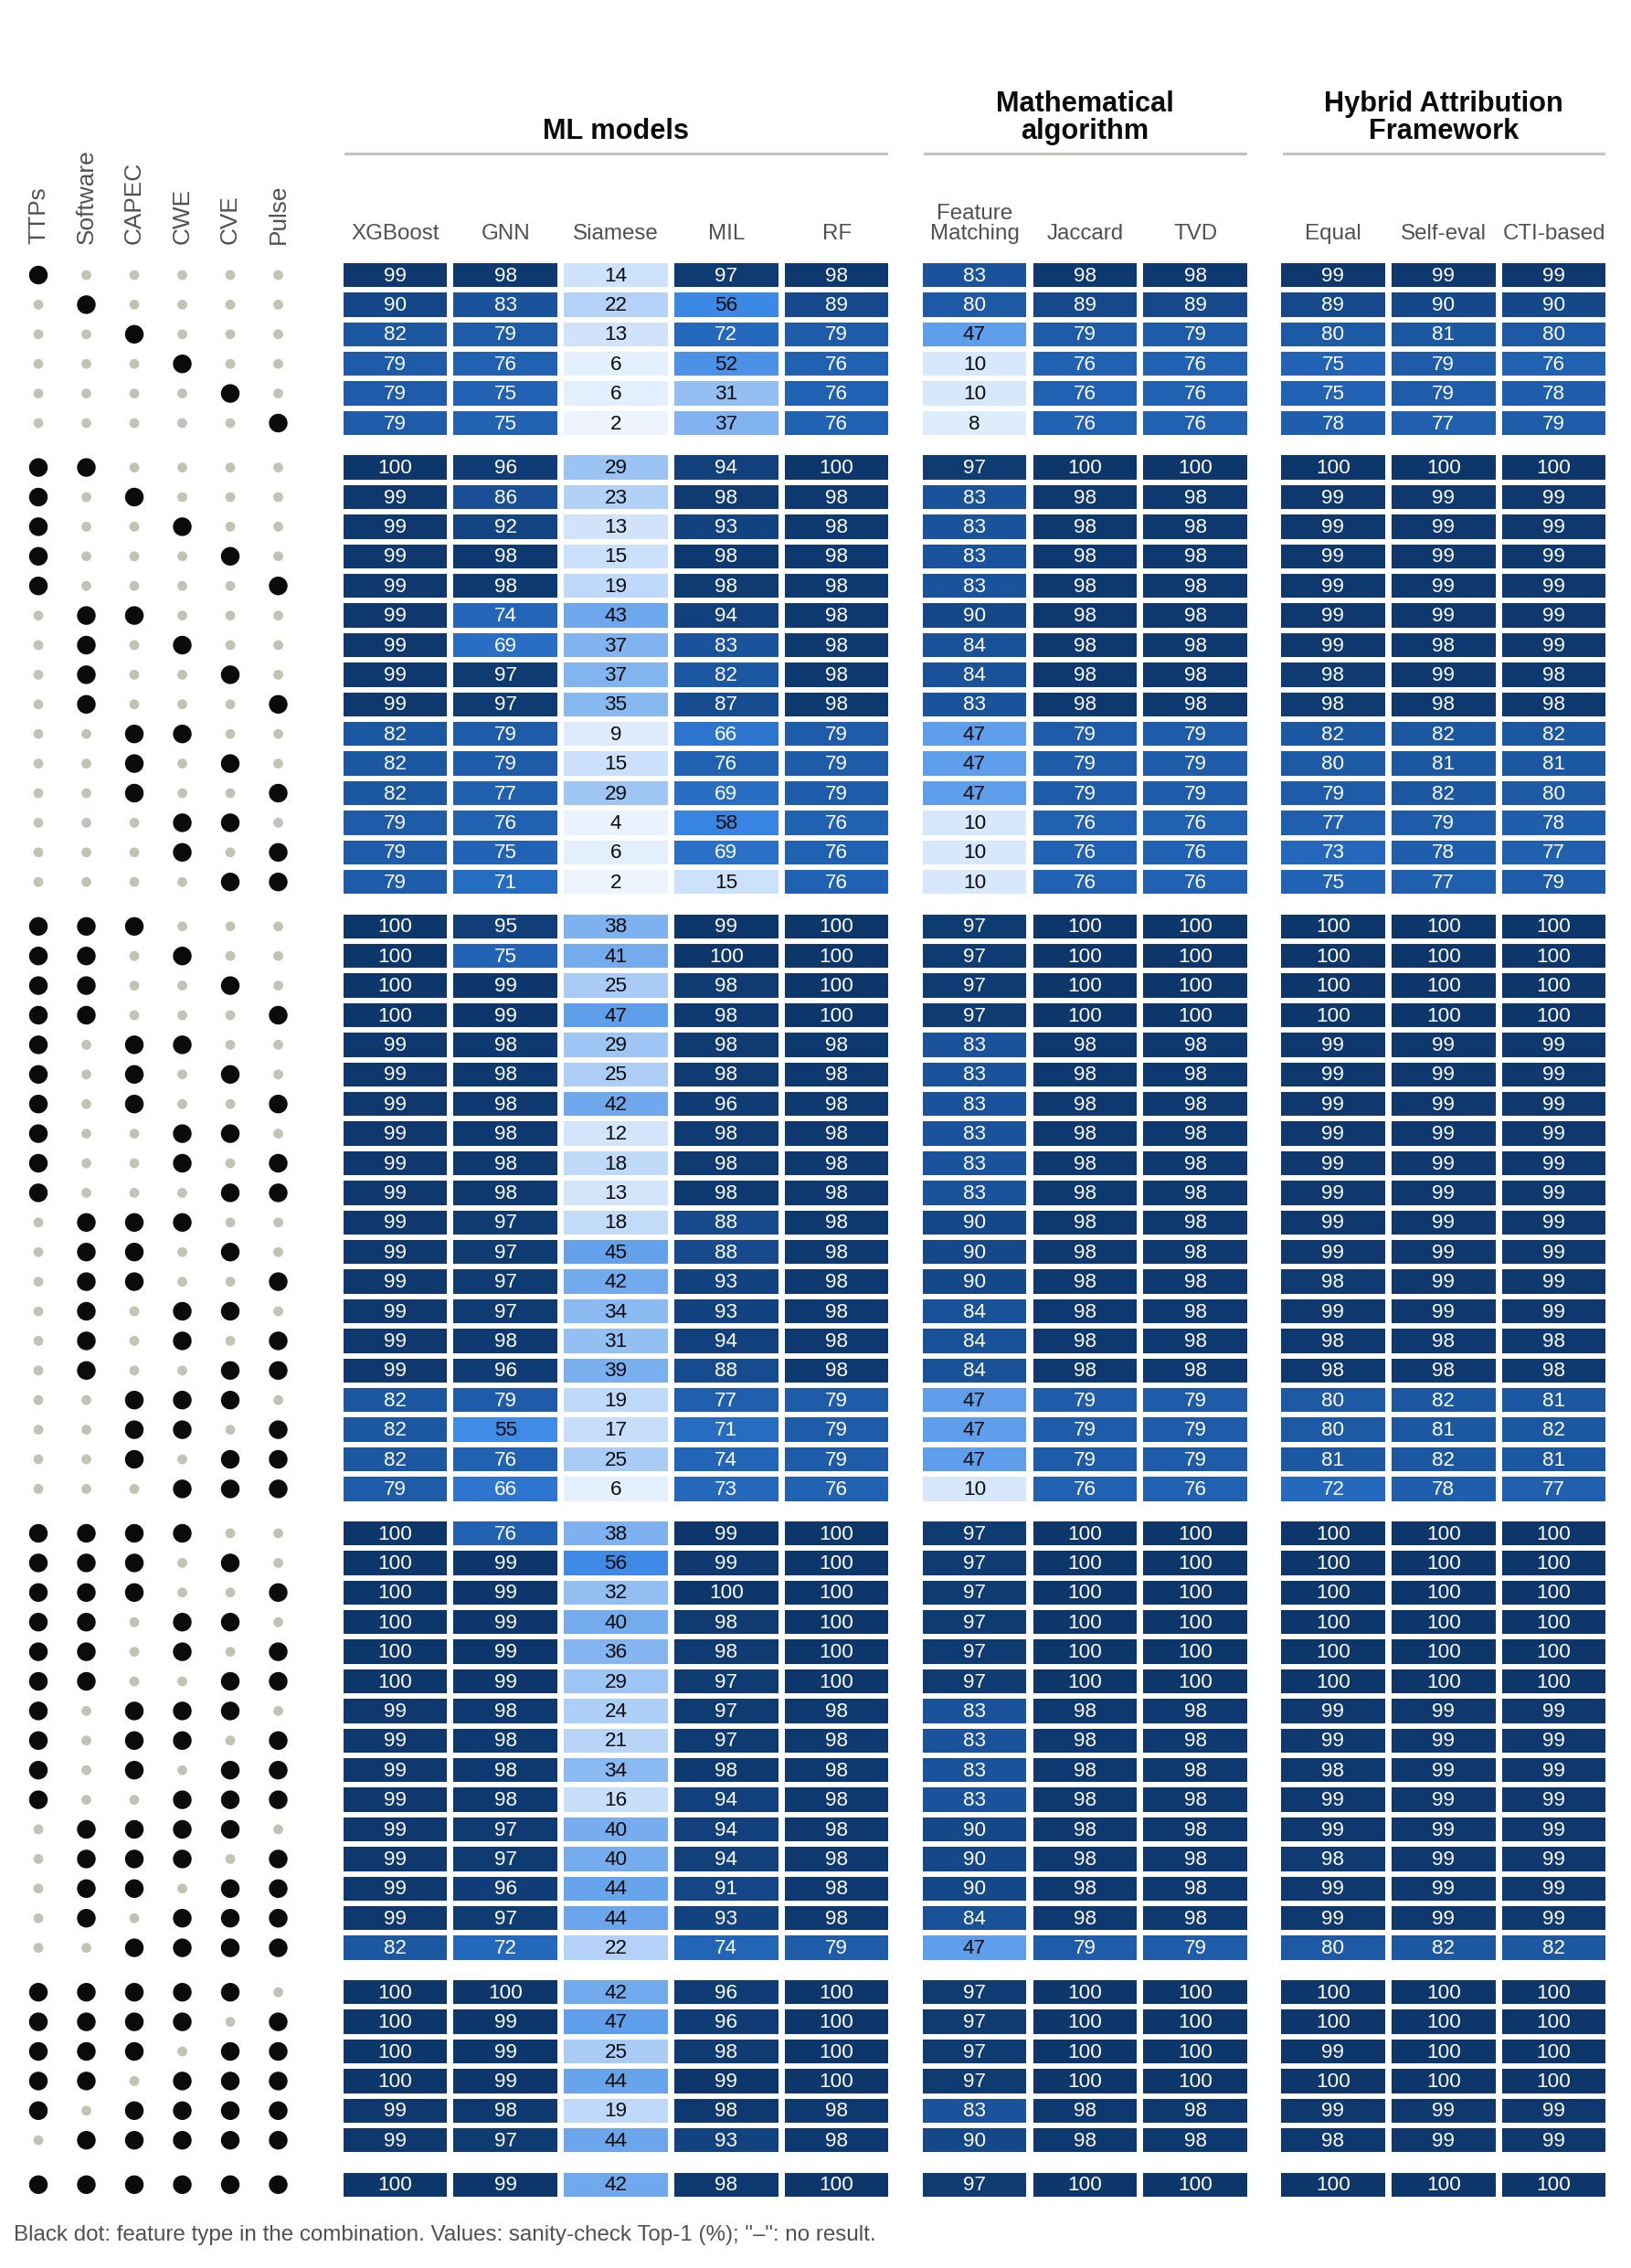 Mathematical Hybrid Attribution
ML models algorithm Framework
TTPs Software CAPEC CWE CVE Pulse
Feature
XGBoost GNN Siamese MIL RF Matching Jaccard TVD Equal Self-eval CTI-based
99 98 14 97 98 83 98 98 99 99 99
90 83 22 56 89 80 89 89 89 90 90
82 79 13 72 79 47 79 79 80 81 80
79 76 6 52 76 10 76 76 75 79 76
79 75 6 31 76 10 76 76 75 79 78
79 75 2 37 76 8 76 76 78 77 79
100 96 29 94 100 97 100 100 100 100 100
99 86 23 98 98 83 98 98 99 99 99
99 92 13 93 98 83 98 98 99 99 99
99 98 15 98 98 83 98 98 99 99 99
99 98 19 98 98 83 98 98 99 99 99
99 74 43 94 98 90 98 98 99 99 99
99 69 37 83 98 84 98 98 99 98 99
99 97 37 82 98 84 98 98 98 99 98
99 97 35 87 98 83 98 98 98 98 98
82 79 9 66 79 47 79 79 82 82 82
82 79 15 76 79 47 79 79 80 81 81
82 77 29 69 79 47 79 79 79 82 80
79 76 4 58 76 10 76 76 77 79 78
79 75 6 69 76 10 76 76 73 78 77
79 71 2 15 76 10 76 76 75 77 79
100 95 38 99 100 97 100 100 100 100 100
100 75 41 100 100 97 100 100 100 100 100
100 99 25 98 100 97 100 100 100 100 100
100 99 47 98 100 97 100 100 100 100 100
99 98 29 98 98 83 98 98 99 99 99
99 98 25 98 98 83 98 98 99 99 99
99 98 42 96 98 83 98 98 99 99 99
99 98 12 98 98 83 98 98 99 99 99
99 98 18 98 98 83 98 98 99 99 99
99 98 13 98 98 83 98 98 99 99 99
99 97 18 88 98 90 98 98 99 99 99
99 97 45 88 98 90 98 98 99 99 99
99 97 42 93 98 90 98 98 98 99 99
99 97 34 93 98 84 98 98 99 99 99
99 98 31 94 98 84 98 98 98 98 98
99 96 39 88 98 84 98 98 98 98 98
82 79 19 77 79 47 79 79 80 82 81
82 55 17 71 79 47 79 79 80 81 82
82 76 25 74 79 47 79 79 81 82 81
79 66 6 73 76 10 76 76 72 78 77
100 76 38 99 100 97 100 100 100 100 100
100 99 56 99 100 97 100 100 100 100 100
100 99 32 100 100 97 100 100 100 100 100
100 99 40 98 100 97 100 100 100 100 100
100 99 36 98 100 97 100 100 100 100 100
100 99 29 97 100 97 100 100 100 100 100
99 98 24 97 98 83 98 98 99 99 99
99 98 21 97 98 83 98 98 99 99 99
99 98 34 98 98 83 98 98 98 99 99
99 98 16 94 98 83 98 98 99 99 99
99 97 40 94 98 90 98 98 99 99 99
99 97 40 94 98 90 98 98 98 99 99
99 96 44 91 98 90 98 98 99 99 99
99 97 44 93 98 84 98 98 99 99 99
82 72 22 74 79 47 79 79 80 82 82
100 100 42 96 100 97 100 100 100 100 100
100 99 47 96 100 97 100 100 100 100 100
100 99 25 98 100 97 100 100 99 100 100
100 99 44 99 100 97 100 100 100 100 100
99 98 19 98 98 83 98 98 99 99 99
99 97 44 93 98 90 98 98 98 99 99
100 99 42 98 100 97 100 100 100 100 100
Black dot: feature type in the combination. Values: sanity-check Top-1 (%); "–": no result.